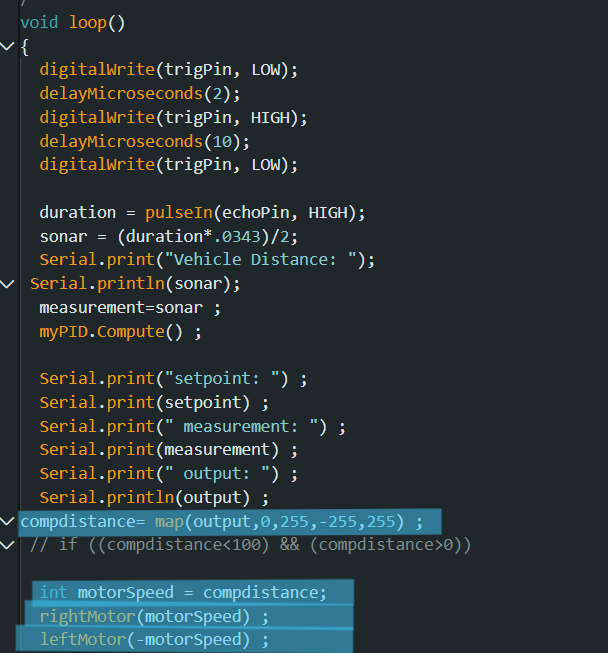 void loop()
{
digitalWrite(trigPin, LOW);
delayMicroseconds(2);
digitalWrite(trigPin, HIGH);
delayMicroseconds(10);
digitalWrite(trigPin, LOW);
duration = pulseIn(echoPin, HIGH);
sonar = (duration*.0343)/2;
Serial.print("Vehicle Distance: ");
Serial.println(sonar);
measurement=sonar ;
myPID.Compute() ;
Serial.print("setpoint: ") ;
Serial.print(setpoint) ;
Serial.print(" measurement: ") ;
Serial.print(measurement) ;
Serial.print(" output: ") ;
Serial.println(output) ;
compdistance= map(output,0,255,-255,255) ;
// if ((compdistance<100) && (compdistance>0))
int motorSpeed = compdistance;
rightMotor(motorSpeed) ;
leftMotor(-motorSpeed) ;